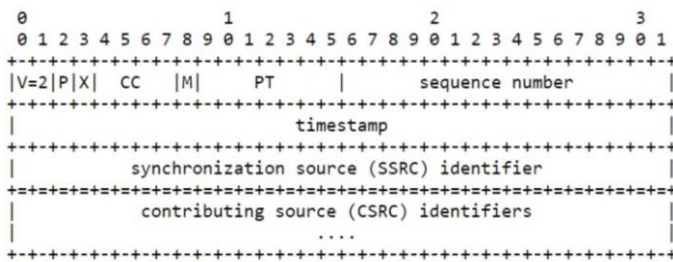 0                   1                   2                   3
 0 1 2 3 4 5 6 7 8 9 0 1 2 3 4 5 6 7 8 9 0 1 2 3 4 5 6 7 8 9 0 1
+-+-+-+-+-+-+-+-+-+-+-+-+-+-+-+-+-+-+-+-+-+-+-+-+-+-+-+-+-+-+-+-+
|V=2|P|X|  CC   |M|     PT      |       sequence number         |
+-+-+-+-+-+-+-+-+-+-+-+-+-+-+-+-+-+-+-+-+-+-+-+-+-+-+-+-+-+-+-+-+
|                           timestamp                           |
+-+-+-+-+-+-+-+-+-+-+-+-+-+-+-+-+-+-+-+-+-+-+-+-+-+-+-+-+-+-+-+-+
|           synchronization source (SSRC) identifier            |
+=+=+=+=+=+=+=+=+=+=+=+=+=+=+=+=+=+=+=+=+=+=+=+=+=+=+=+=+=+=+=+=+
|            contributing source (CSRC) identifiers             |
|                             ....                              |
+-+-+-+-+-+-+-+-+-+-+-+-+-+-+-+-+-+-+-+-+-+-+-+-+-+-+-+-+-+-+-+-+